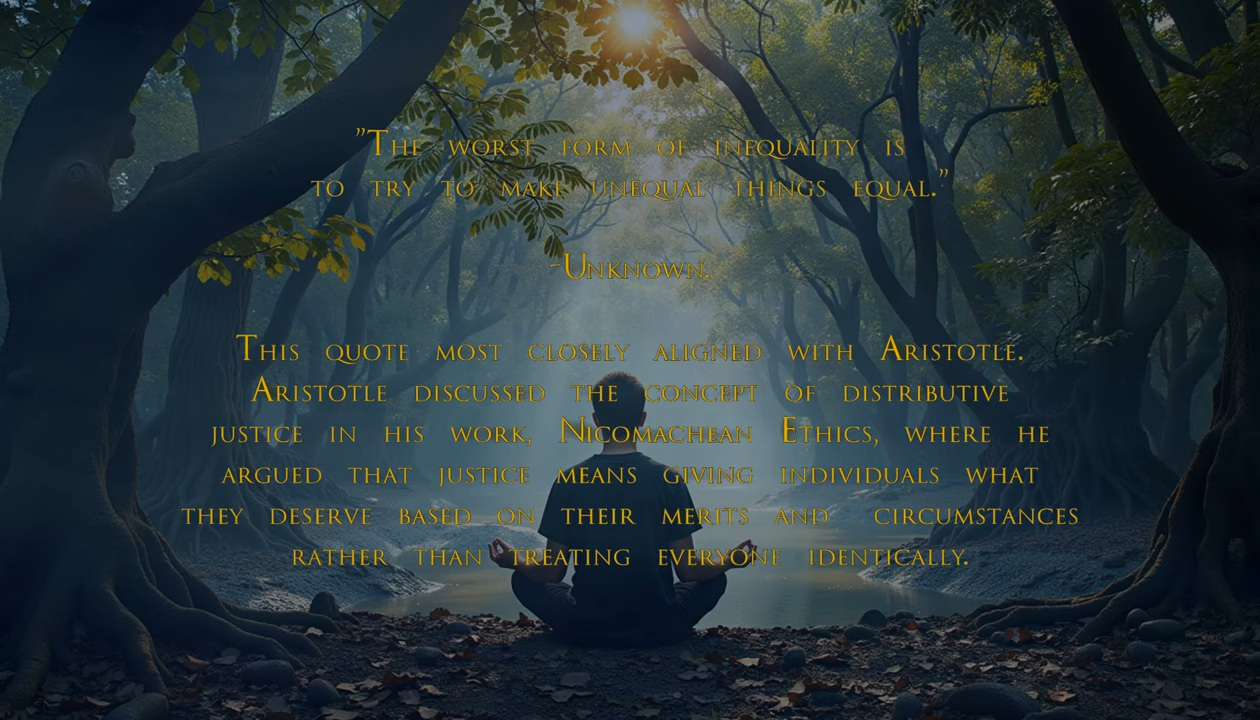 "The worst form of inequality is
to try to make unequal things equal."
-Unknown.
This quote most closely aligned with Aristotle.
Aristotle discussed the concept of distributive
justice in his work, Nicomachean Ethics, where he
argued that justice means giving individuals what
they deserve based on their merits and circumstances
rather than treating everyone identically.